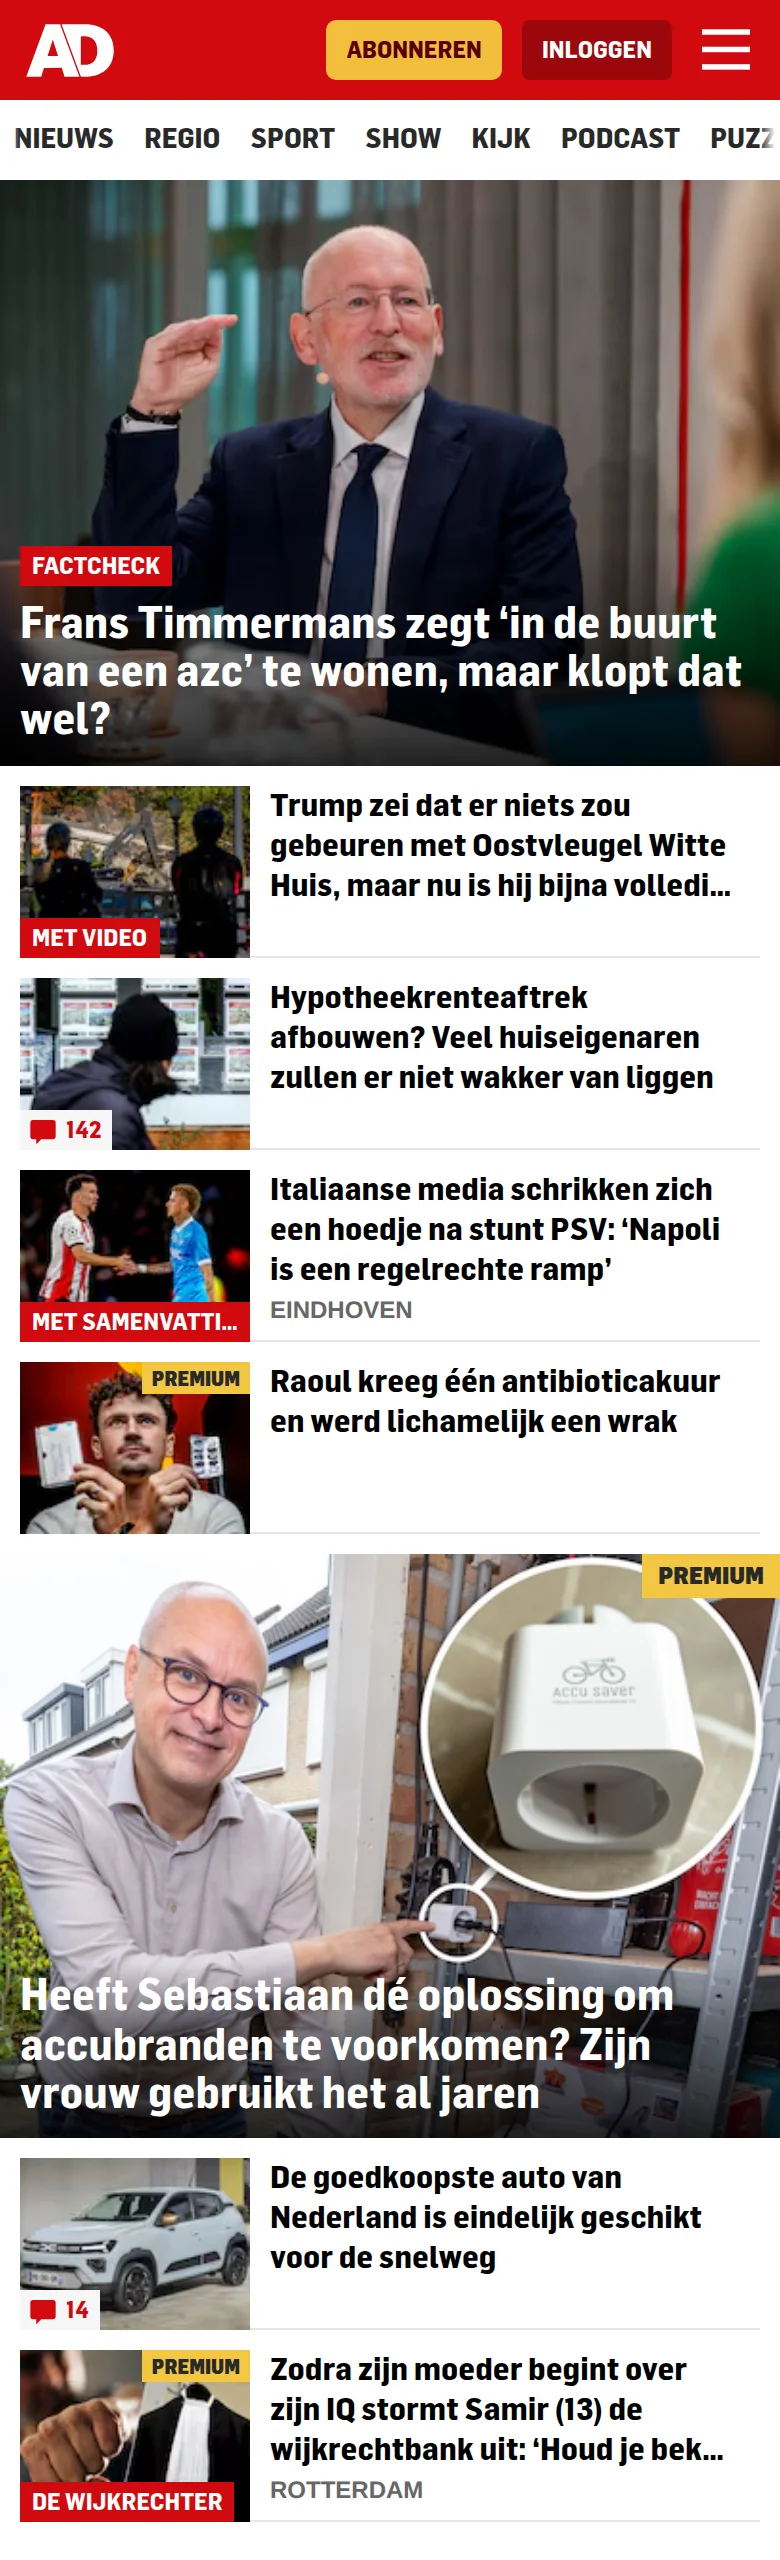 AD
ABONNEREN
INLOGGEN
NIEUWS REGIO SPORT SHOW KIJK PODCAST PUZZ
FACTCHECK
Frans Timmermans zegt ‘in de buurt
van een azc’ te wonen, maar klopt dat
wel?
Trump zei dat er niets zou
gebeuren met Oostvleugel Witte
Huis, maar nu is hij bijna volledi...
MET VIDEO
Hypotheekrenteaftrek
afbouwen? Veel huiseigenaren
zullen er niet wakker van liggen
142
Italiaanse media schrikken zich
een hoedje na stunt PSV: ‘Napoli
is een regelrechte ramp’
EINDHOVEN
MET SAMENVATTI...
PREMIUM
Raoul kreeg één antibioticakuur
en werd lichamelijk een wrak
PREMIUM
ACCU saver
Heeft Sebastiaan dé oplossing om
accubranden te voorkomen? Zijn
vrouw gebruikt het al jaren
De goedkoopste auto van
Nederland is eindelijk geschikt
voor de snelweg
14
PREMIUM
Zodra zijn moeder begint over
zijn IQ stormt Samir (13) de
wijkrechtbank uit: ‘Houd je bek...
ROTTERDAM
DE WIJKRECHTER